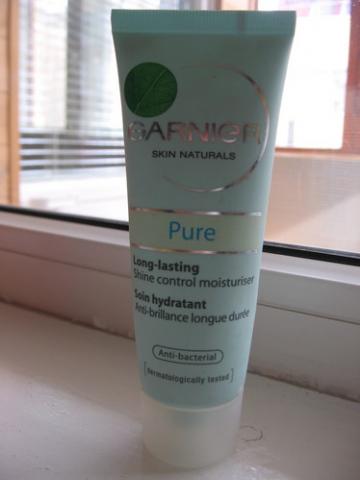 GARNIER
SKIN NATURALS
Pure
Long-lasting
Shine control moisturiser
Soin hydratant
Anti-brillance longue durée
Anti-bacterial
[dermatologically tested]